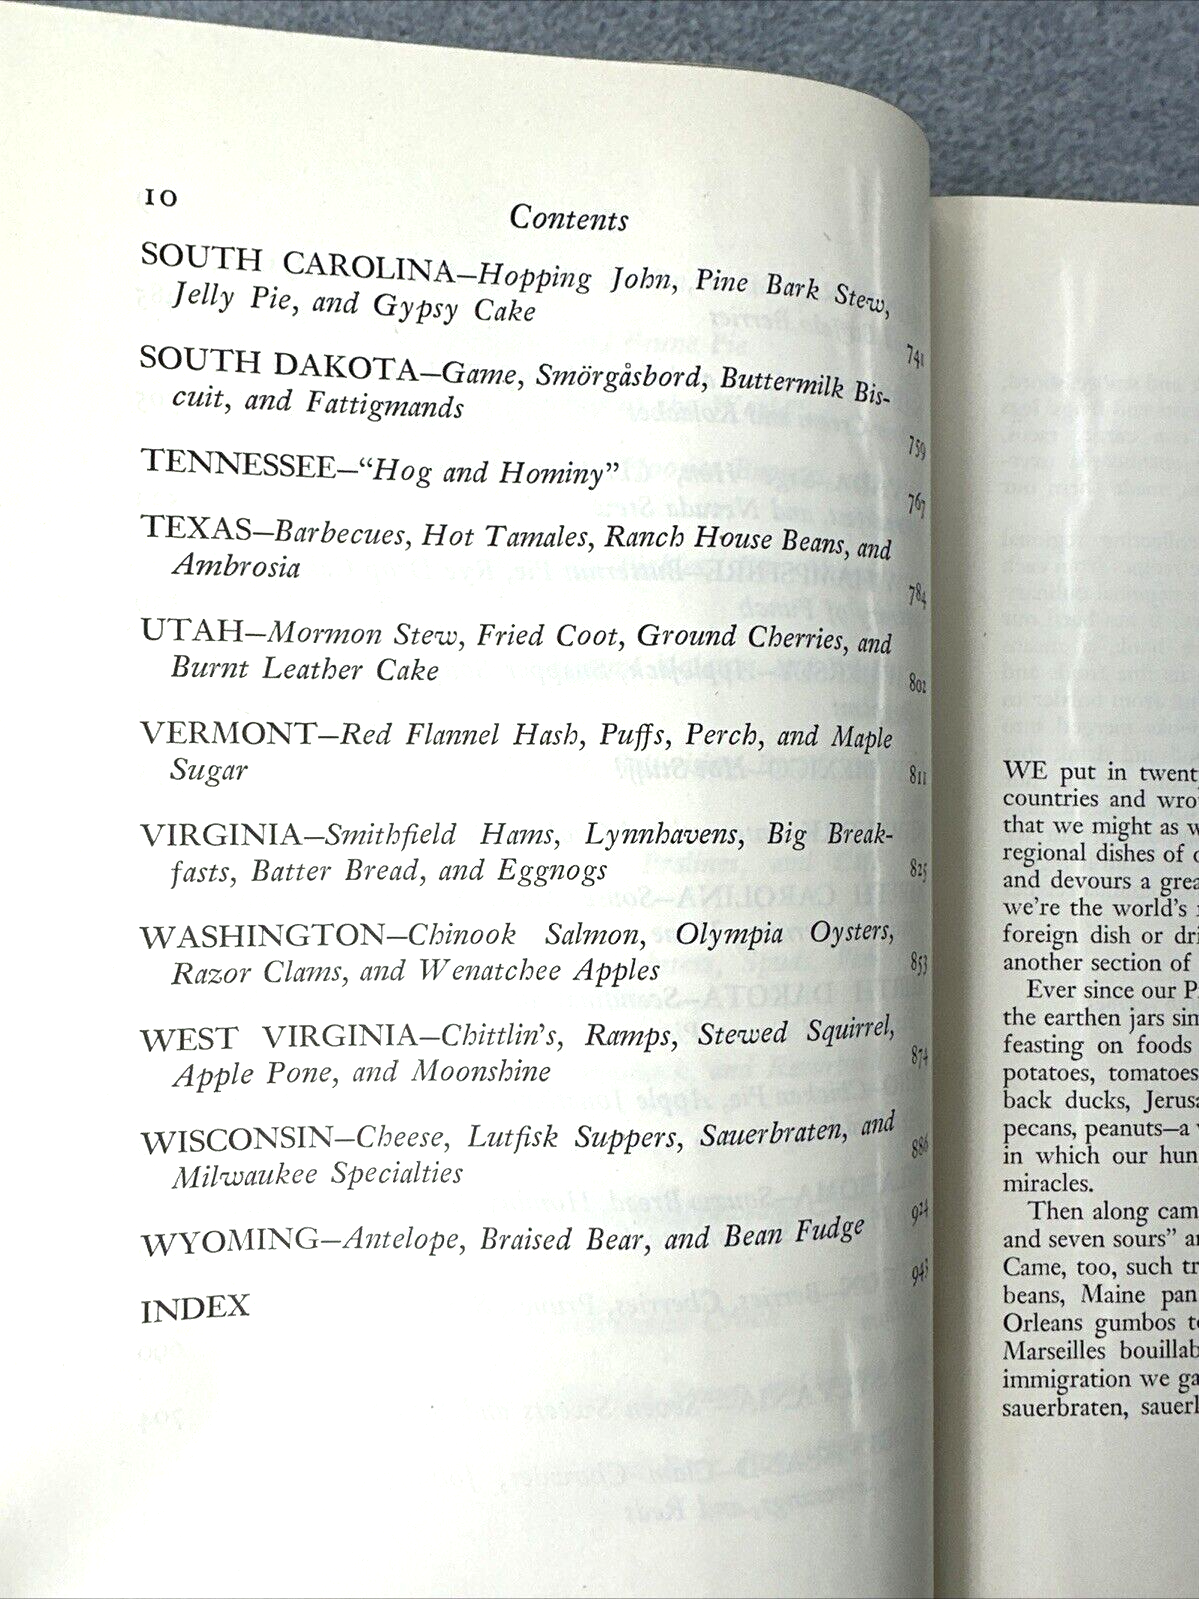 10
Contents
SOUTH CAROLINA—Hopping John, Pine Bark Stew,
Jelly Pie, and Gypsy Cake
741
SOUTH DAKOTA—Game, Smörgåsbord, Buttermilk Bis-
cuit, and Fattigmands
759
TENNESSEE—“Hog and Hominy”
767
TEXAS—Barbecues, Hot Tamales, Ranch House Beans, and
Ambrosia
784
UTAH—Mormon Stew, Fried Coot, Ground Cherries, and
Burnt Leather Cake
802
VERMONT—Red Flannel Hash, Puffs, Perch, and Maple
Sugar
811
VIRGINIA—Smithfield Hams, Lynnhavens, Big Break-
fasts, Batter Bread, and Eggnogs
825
WASHINGTON—Chinook Salmon, Olympia Oysters,
Razor Clams, and Wenatchee Apples
853
WEST VIRGINIA—Chittlin's, Ramps, Stewed Squirrel,
Apple Pone, and Moonshine
874
WISCONSIN—Cheese, Lutfisk Suppers, Sauerbraten, and
Milwaukee Specialties
886
WYOMING—Antelope, Braised Bear, and Bean Fudge
924
INDEX
943
WE put in twent
countries and wro
that we might as w
regional dishes of
and devours a grea
we're the world's
foreign dish or dri
another section of
Ever since our P
the earthen jars sim
feasting on foods
potatoes, tomatoes
back ducks, Jerusa
pecans, peanuts—a
in which our hun
miracles.
Then along cam
and seven sours” a
Came, too, such tr
beans, Maine pan
Orleans gumbos t
Marseilles bouillab
immigration we ga
sauerbraten, sauerl